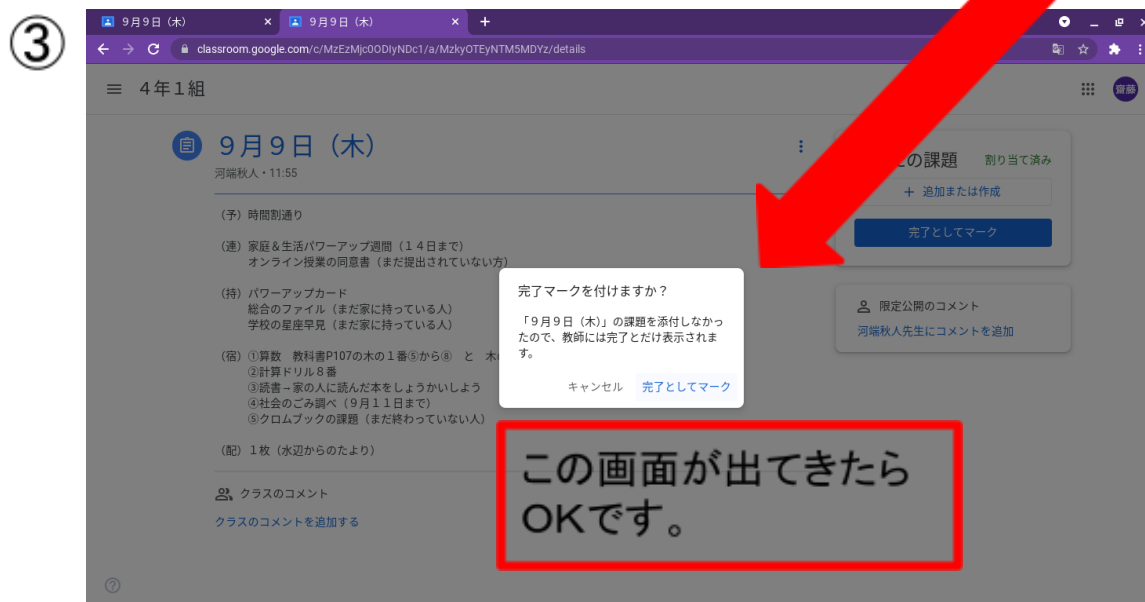 ③
9月9日（木）
9月9日（木）
classroom.google.com/c/MzEzMjc0ODIyNDc1/a/MzkyOTEyNTM5MDYz/details
４年１組
齋藤
９月９日（木）
河端秋人・11:55
の課題
割り当て済み
＋ 追加または作成
完了としてマーク
（予）時間割通り
（連）家庭＆生活パワーアップ週間（１４日まで）
オンライン授業の同意書（まだ提出されていない方）
（持）パワーアップカード
総合のファイル（まだ家に持っている人）
学校の星座早見（まだ家に持っている人）
（宿）①算数　教科書P107の木の１番⑤から⑧　と　木
②計算ドリル８番
③読書→家の人に読んだ本をしょうかいしよう
④社会のごみ調べ（９月１１日まで）
⑤クロムブックの課題（まだ終わっていない人）
（配）１枚（水辺からのたより）
クラスのコメント
クラスのコメントを追加する
限定公開のコメント
河端秋人先生にコメントを追加
完了マークを付けますか？
「９月９日（木）」の課題を添付しなかっ
たので、教師には完了とだけ表示されま
す。
キャンセル
完了としてマーク
この画面が出てきたら
OKです。